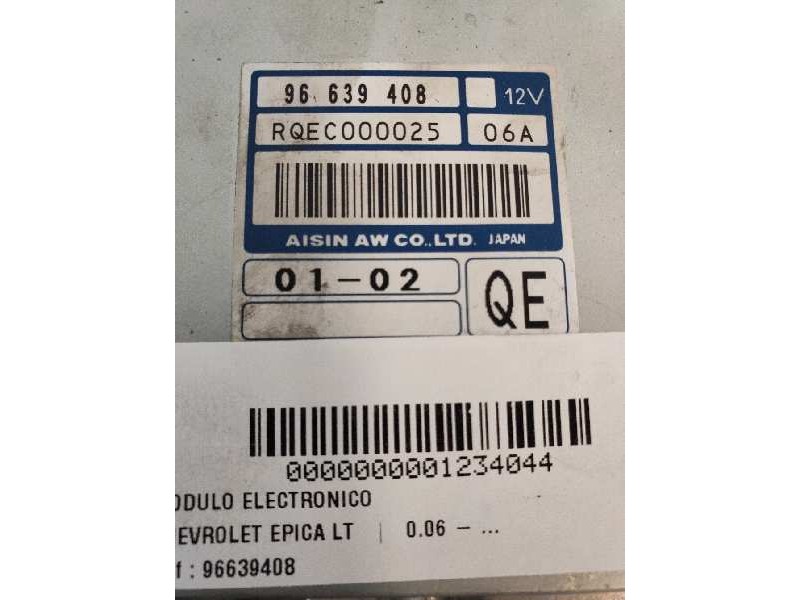 96 639 408 12V
RQEC000025 06A
AISIN AW CO.,LTD. JAPAN
01-02 QE
0000000001234044
ODULO ELECTRONICO
EVROLET EPICA LT | 0.06 - ...
f : 96639408